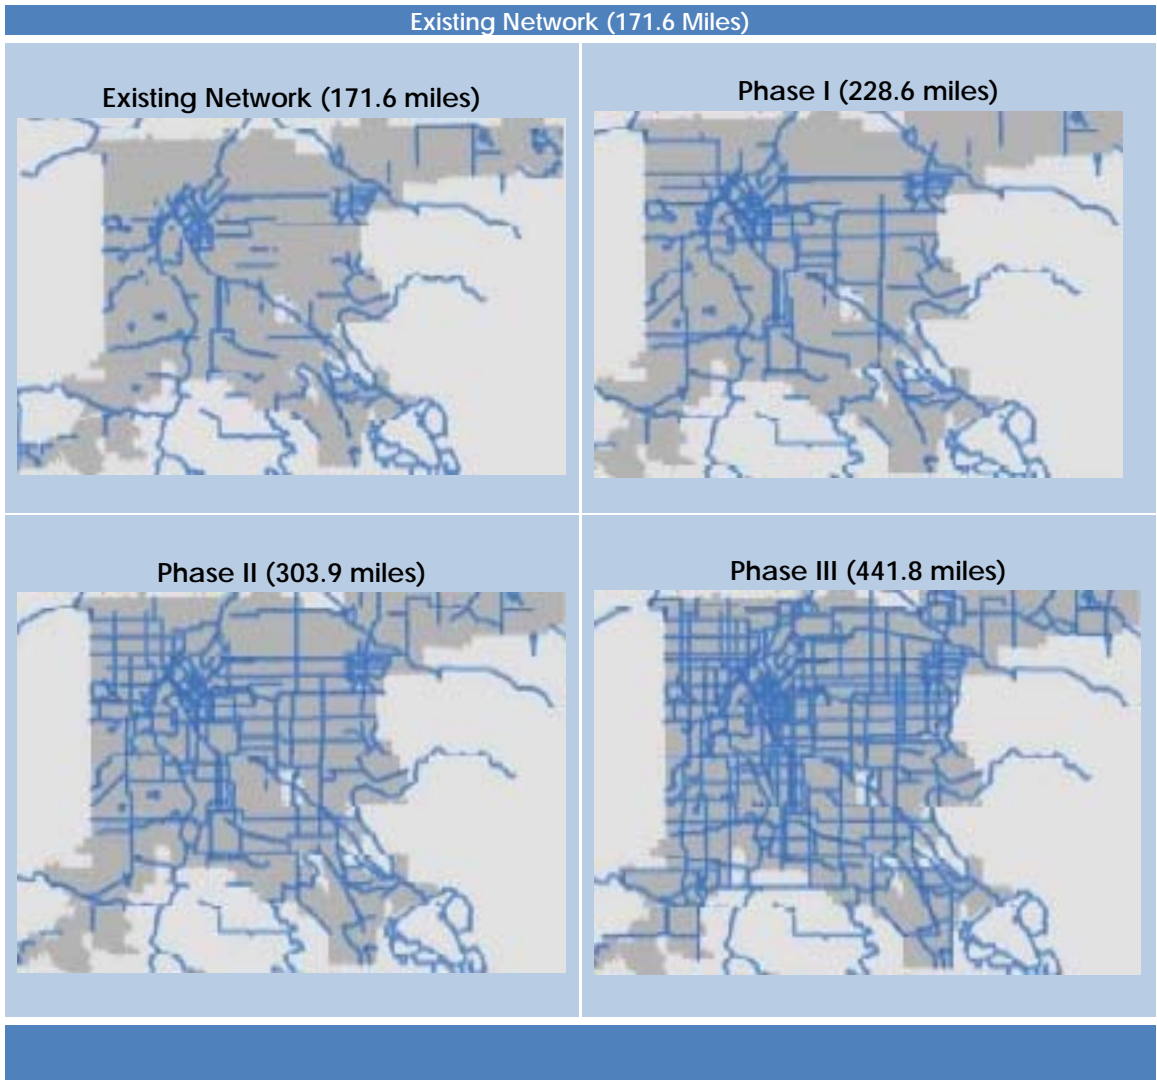 Existing Network (171.6 Miles)
Existing Network (171.6 miles)
Phase I (228.6 miles)
Phase II (303.9 miles)
Phase III (441.8 miles)